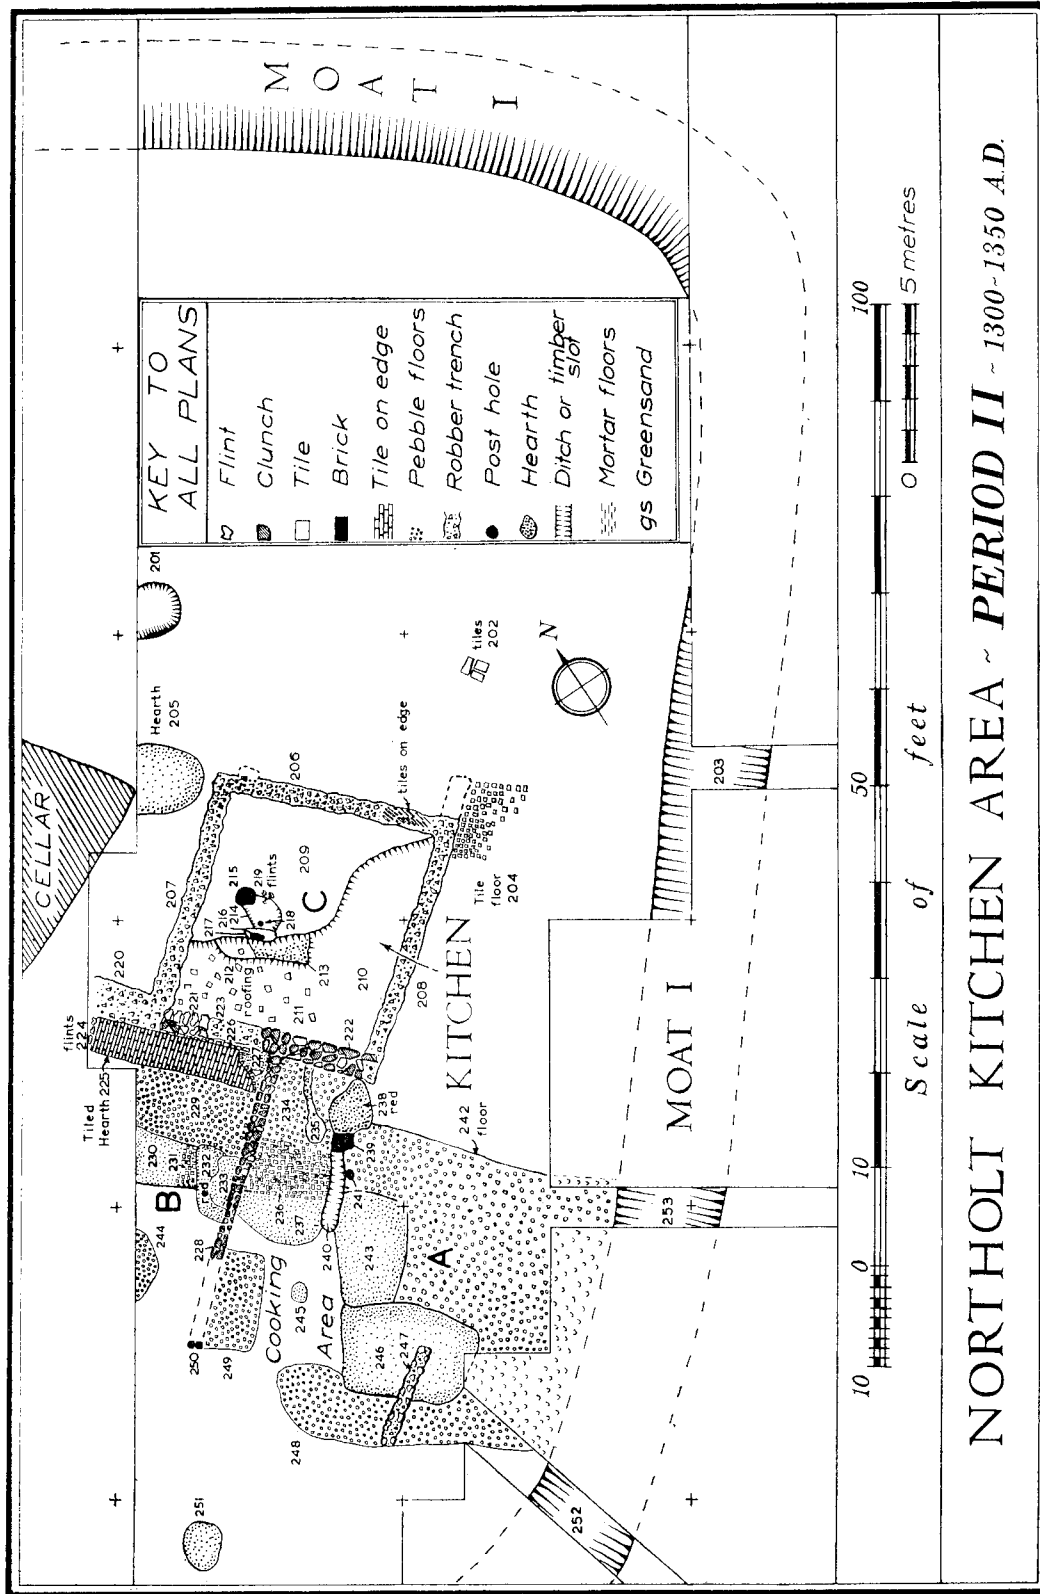 MOAT I
KEY TO
ALL PLANS
Flint
Clunch
Tile
Brick
Tile on edge
Pebble floors
Robber trench
Post hole
Hearth
Ditch or timber
slot
Mortar floors
gs Greensand
201
CELLAR
Hearth
205
206
tiles on edge
tiles
202
N
207
215
219
flints
209
C
217
216
214
218
220
212
roofing
213
210
208
KITCHEN
Tile
floor
204
203
flints
224
221
223
226
227
211
222
Tiled
Hearth 225
229
234
235
238
red
242
floor
230
231
red 232
233
B
236
237
239
241
240
243
A
MOAT I
253
244
228
Cooking
Area
245
250
249
246
247
248
251
252
10
0
10
50
100
Scale of feet
0
5 metres
NORTHOLT KITCHEN AREA ~ PERIOD II ~ 1300-1350 A.D.